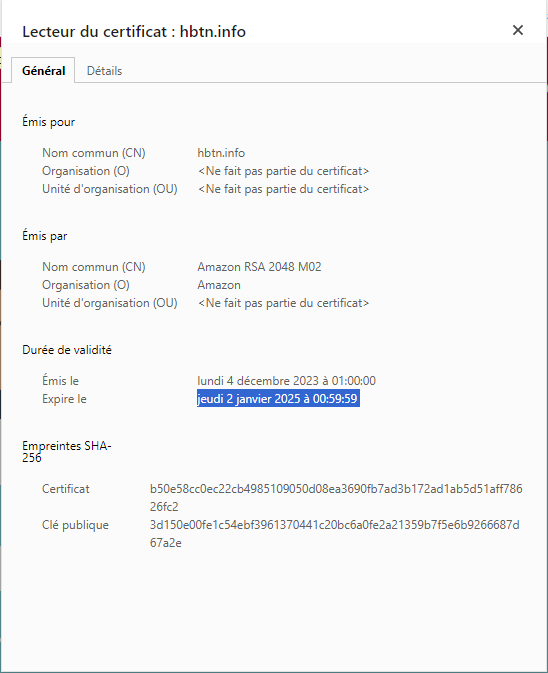 Lecteur du certificat : hbtn.info
Général Détails
Émis pour
Nom commun (CN) hbtn.info
Organisation (O) <Ne fait pas partie du certificat>
Unité d'organisation (OU) <Ne fait pas partie du certificat>
Émis par
Nom commun (CN) Amazon RSA 2048 M02
Organisation (O) Amazon
Unité d'organisation (OU) <Ne fait pas partie du certificat>
Durée de validité
Émis le lundi 4 décembre 2023 à 01:00:00
Expire le jeudi 2 janvier 2025 à 00:59:59
Empreintes SHA-
256
Certificat b50e58cc0ec22cb4985109050d08ea3690fb7ad3b172ad1ab5d51aff786
26fc2
Clé publique 3d150e00fe1c54ebf3961370441c20bc6a0fe2a21359b7f5e6b9266687d
67a2e